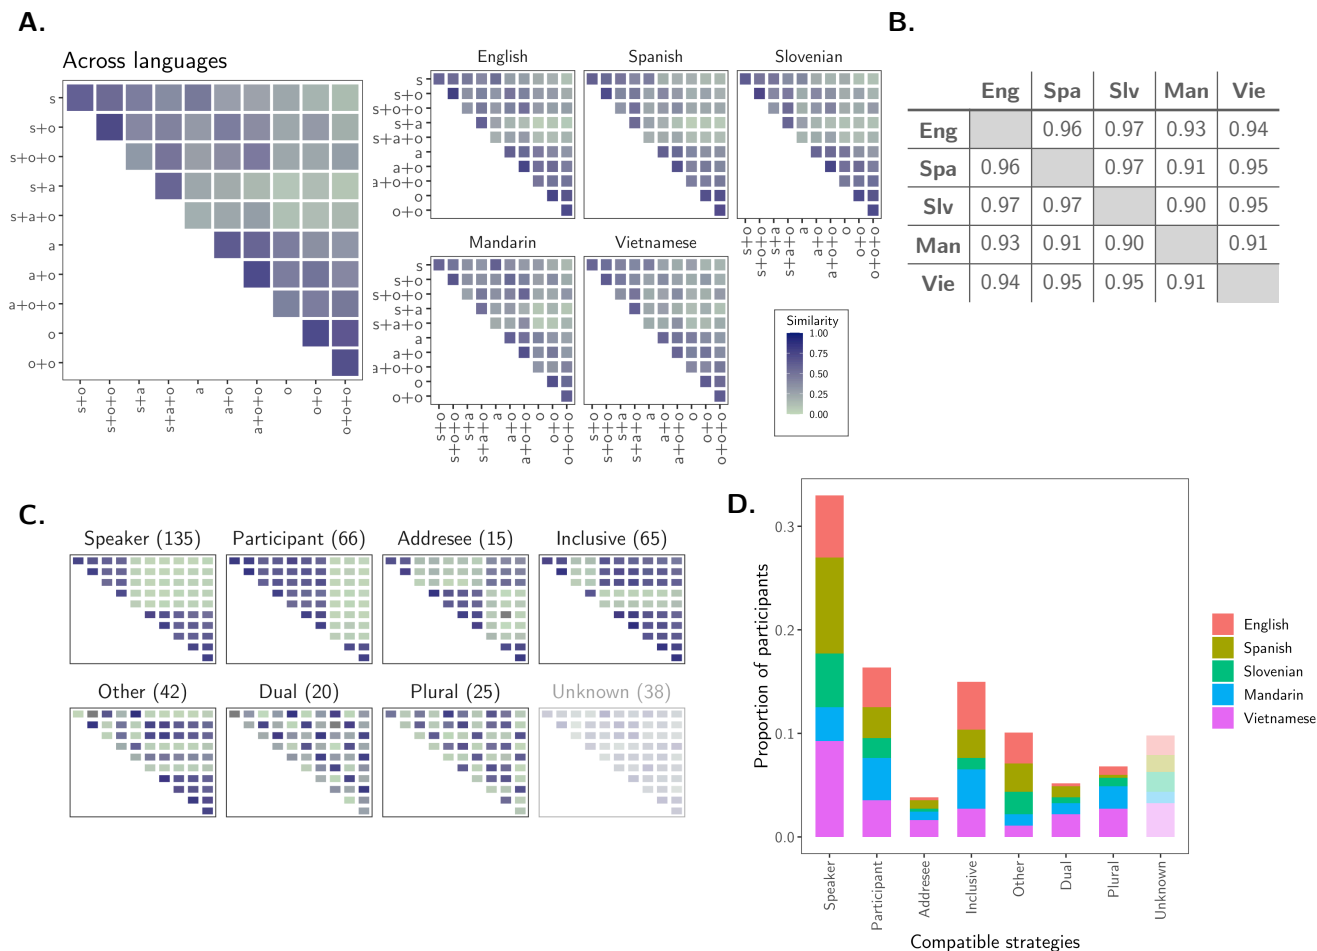 A.
Across languages
s
s+o
s+o+o
s+a
s+a+o
a
a+o
a+o+o
o
o+o
s+o
s+o+o
s+a
s+a+o
a
a+o
a+o+o
o
o+o
o+o+o
English
Spanish
Slovenian
s
s+o
s+o+o
s+a
s+a+o
a
a+o
a+o+o
o
o+o
s+o
s+o+o
s+a
s+a+o
a
a+o
a+o+o
o
o+o
o+o+o
Mandarin
Vietnamese
s
s+o
s+o+o
s+a
s+a+o
a
a+o
a+o+o
o
o+o
s+o
s+o+o
s+a
s+a+o
a
a+o
a+o+o
o
o+o
o+o+o
s+o
s+o+o
s+a
s+a+o
a
a+o
a+o+o
o
o+o
o+o+o
Similarity
1.00
0.75
0.50
0.25
0.00
B.
Eng Spa Slv Man Vie
Eng 0.96 0.97 0.93 0.94
Spa 0.96 0.97 0.91 0.95
Slv 0.97 0.97 0.90 0.95
Man 0.93 0.91 0.90 0.91
Vie 0.94 0.95 0.95 0.91
C.
Speaker (135)
Participant (66)
Addresee (15)
Inclusive (65)
Other (42)
Dual (20)
Plural (25)
Unknown (38)
D.
Proportion of participants
0.3
0.2
0.1
0.0
Speaker
Participant
Addresee
Inclusive
Other
Dual
Plural
Unknown
Compatible strategies
English
Spanish
Slovenian
Mandarin
Vietnamese